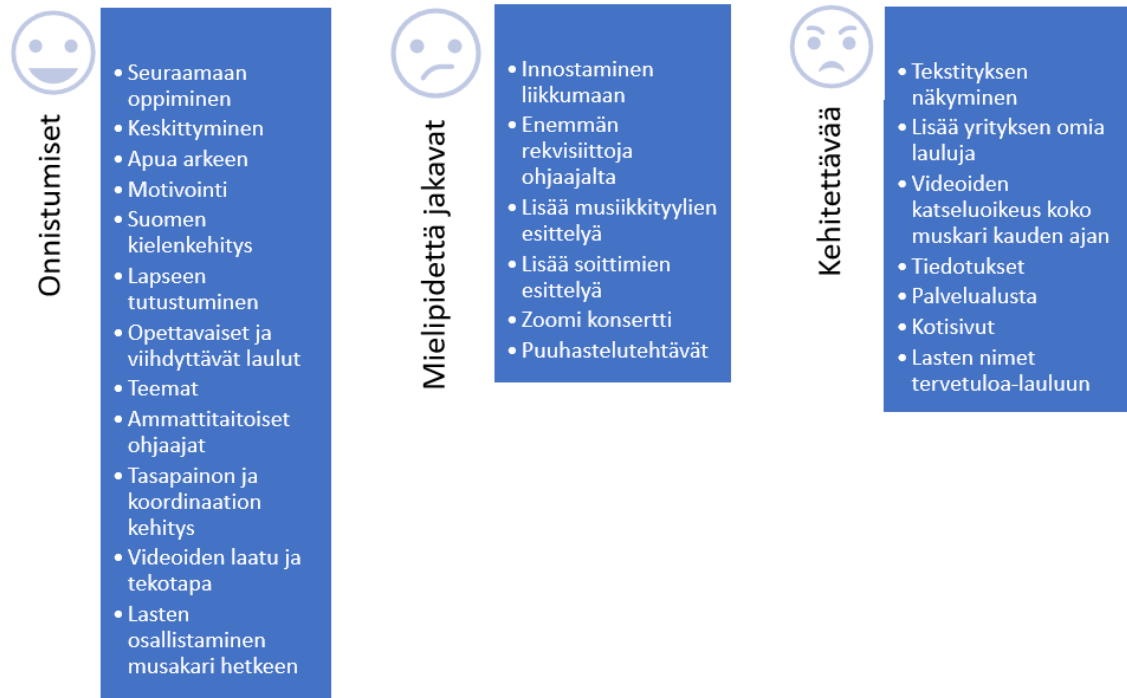 Onnistumiset
• Seuraamaan
oppiminen
• Keskittyminen
• Apua arkeen
• Motivointi
• Suomen
kielenkehitys
• Lapseen
tutustuminen
• Opettavaiset ja
viihdyttävät laulut
• Teemat
• Ammattitaitoiset
ohjaajat
• Tasapainon ja
koordinaation
kehitys
• Videoiden laatu ja
tekotapa
• Lasten
osallistaminen
musakari hetkeen
Mielipidettä jakavat
• Innostaminen
liikkumaan
• Enemmän
rekvisiittoja
ohjaajalta
• Lisää musiikkityylien
esittelyä
• Lisää soittimien
esittelyä
• Zoomi konsertti
• Puuhastelutehtävät
Kehitettävää
• Tekstityksen
näkyminen
• Lisää yrityksen omia
lauluja
• Videoiden
katseluoikeus koko
muskari kauden ajan
• Tiedotukset
• Palvelualusta
• Kotisivut
• Lasten nimet
tervetuloa-lauluun